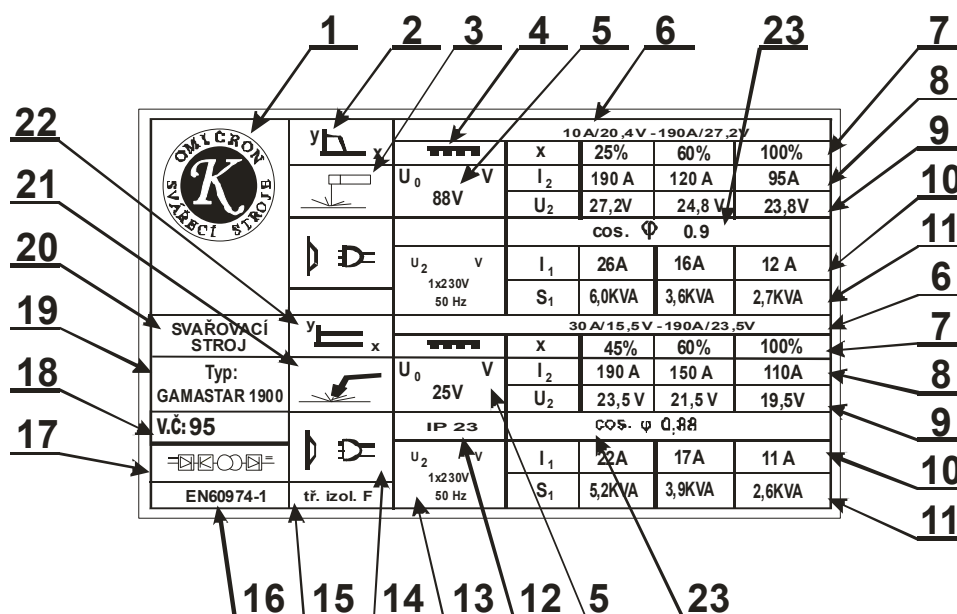 1 2 3 4 5 6 23 7
8
22 9
21 10
20 11
19 6
18 7
17 8
9
10
11
OMICRON
K
SVÁŘECÍ STROJE
y x
10A/20,4V - 190A/27,2V
x 25% 60% 100%
U0 V
88V
I2 190 A 120 A 95A
U2 27,2V 24,8 V 23,8V
cos. φ 0.9
U2 V
1x230V
50 Hz
I1 26A 16A 12 A
S1 6,0KVA 3,6KVA 2,7KVA
SVAŘOVACÍ
STROJ
y x
30A/15,5V - 190A/23,5V
x 45% 60% 100%
Typ:
GAMASTAR 1900
U0 V
25V
I2 190 A 150 A 110A
U2 23,5 V 21,5 V 19,5V
V.Č: 95
IP 23
cos. φ 0,88
U2 V
1x230V
50 Hz
I1 22A 17A 11 A
S1 5,2KVA 3,9KVA 2,6KVA
EN60974-1
tř. izol. F
16 15 14 13 12 5 23